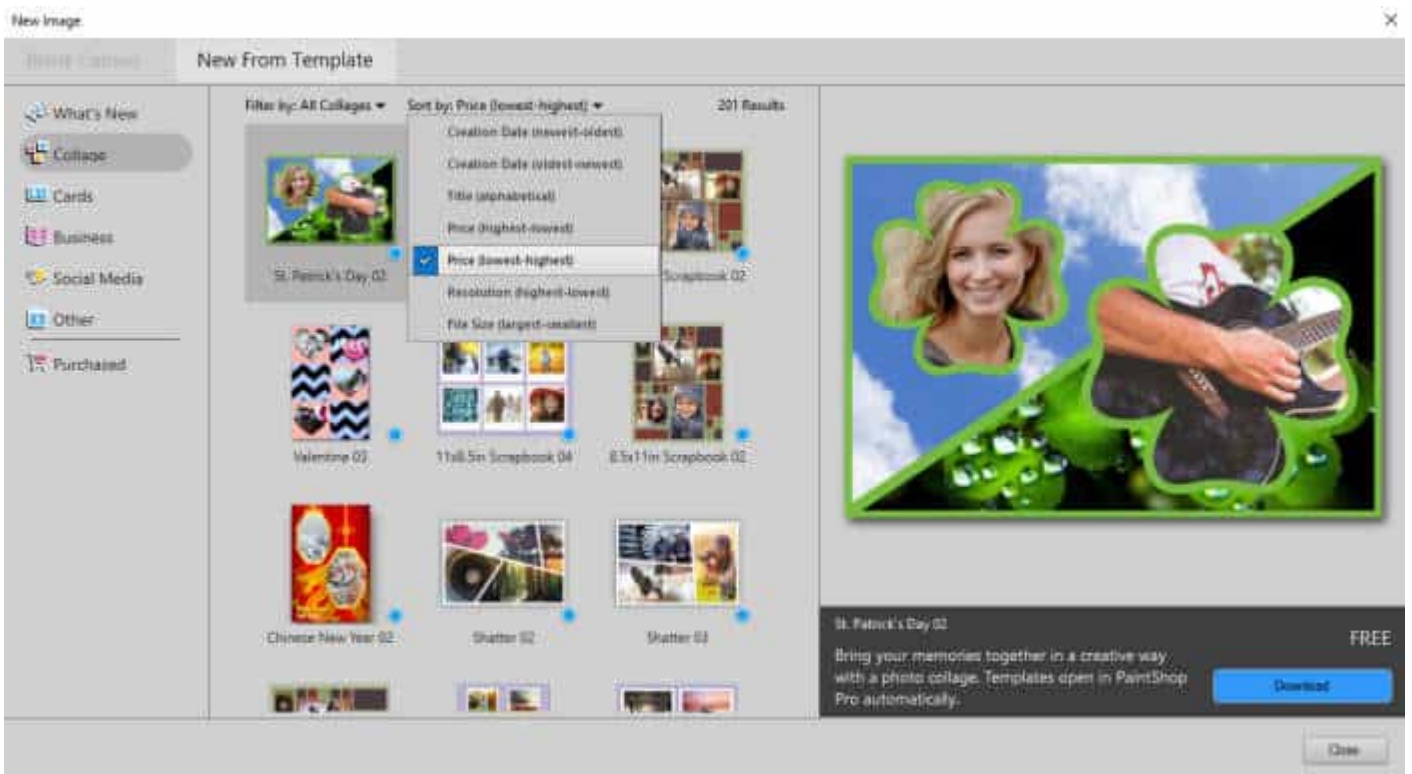 New Image
Blank Canvas
New From Template
What's New
Collage
Cards
Business
Social Media
Other
Purchased
Filter by: All Collages
Sort by: Price (lowest-highest)
201 Results
Creation Date (newest-oldest)
Creation Date (oldest-newest)
Title (alphabetical)
Price (highest-lowest)
Price (lowest-highest)
Resolution (highest-lowest)
File Size (largest-smallest)
St. Patrick's Day 02
Scrapbook 02
Valentine 03
11x8.5in Scrapbook 04
8.5x11in Scrapbook 02
Chinese New Year 02
Shatter 02
Shatter 03
St. Patrick's Day 02
FREE
Bring your memories together in a creative way
with a photo collage. Templates open in PaintShop
Pro automatically.
Download
Close